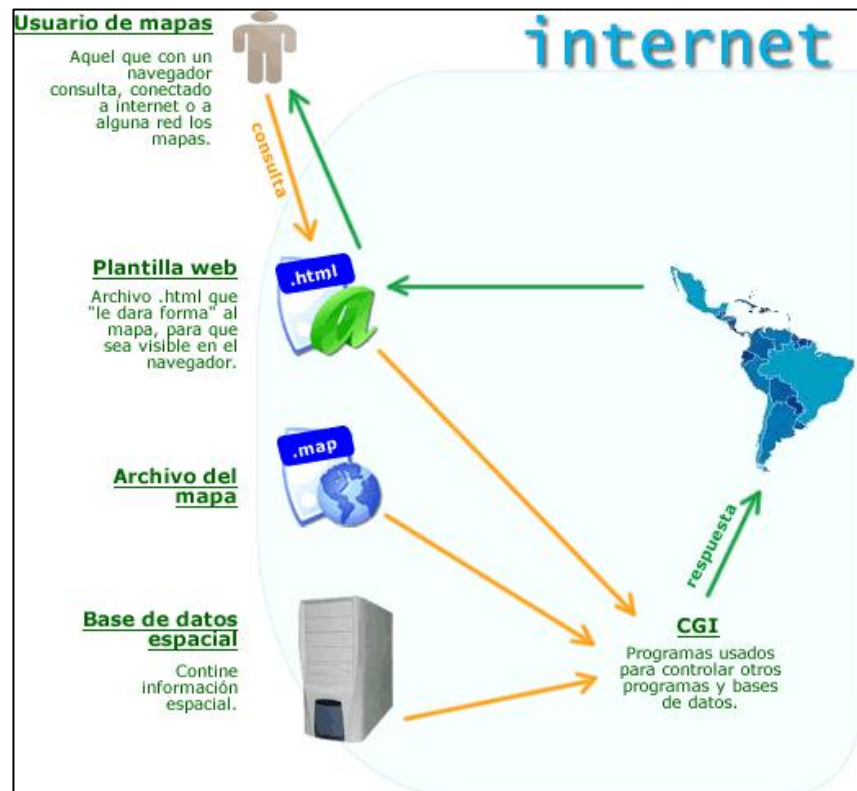 Usuario de mapas
Aquel que con un
navegador
consulta, conectado
a internet o a
alguna red los
mapas.
internet
consulta
Plantilla web
Archivo .html que
"le dara forma" al
mapa, para que
sea visible en el
navegador.
.html
Archivo del
mapa
.map
respuesta
Base de datos
espacial
Contine
información
espacial.
CGI
Programas usados
para controlar otros
programas y bases
de datos.